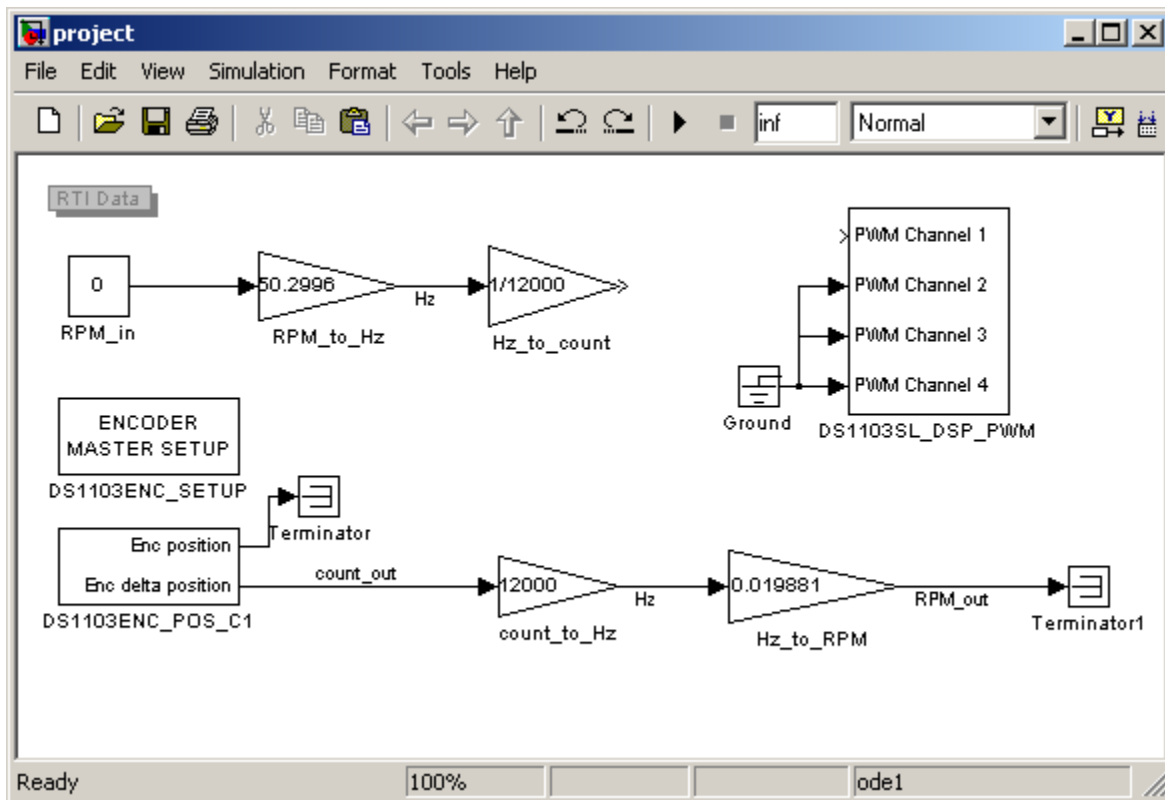 project
File Edit View Simulation Format Tools Help
inf Normal
RTI Data
0
RPM_in
50.2996
RPM_to_Hz
Hz
1/12000
Hz_to_count
PWM Channel 1
PWM Channel 2
PWM Channel 3
PWM Channel 4
DS1103SL_DSP_PWM
Ground
ENCODER
MASTER SETUP
DS1103ENC_SETUP
Terminator
Enc position
Enc delta position
DS1103ENC_POS_C1
count_out
12000
count_to_Hz
Hz
0.019881
Hz_to_RPM
RPM_out
Terminator1
Ready 100% ode1